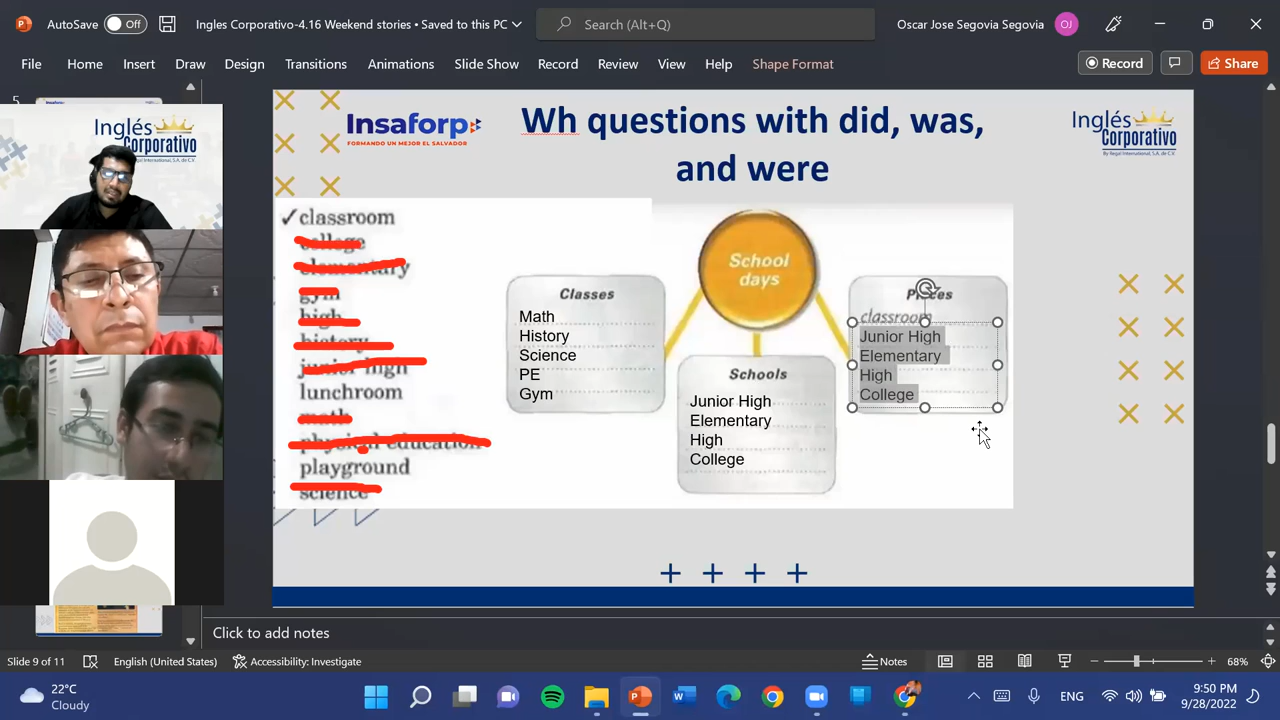 AutoSave Off Ingles Corporativo-4.16 Weekend stories • Saved to this PC Search (Alt+Q) Oscar Jose Segovia Segovia OJ
File Home Insert Draw Design Transitions Animations Slide Show Record Review View Help Shape Format Record Share
5
Inglés
Corporativo
Insaforp
FORMANDO UN MEJOR EL SALVADOR
Wh questions with did, was,
and were
Inglés
Corporativo
By Regal International, S.A. de C.V.
✓ classroom
college
elementary
gym
high
history
junior high
lunchroom
math
physical education
playground
science
School
days
Classes
Math
History
Science
PE
Gym
Schools
Junior High
Elementary
High
College
Places
classroom
Junior High
Elementary
High
College
Click to add notes
Slide 9 of 11 English (United States) Accessibility: Investigate Notes 68%
22°C
Cloudy
ENG
9:50 PM
9/28/2022